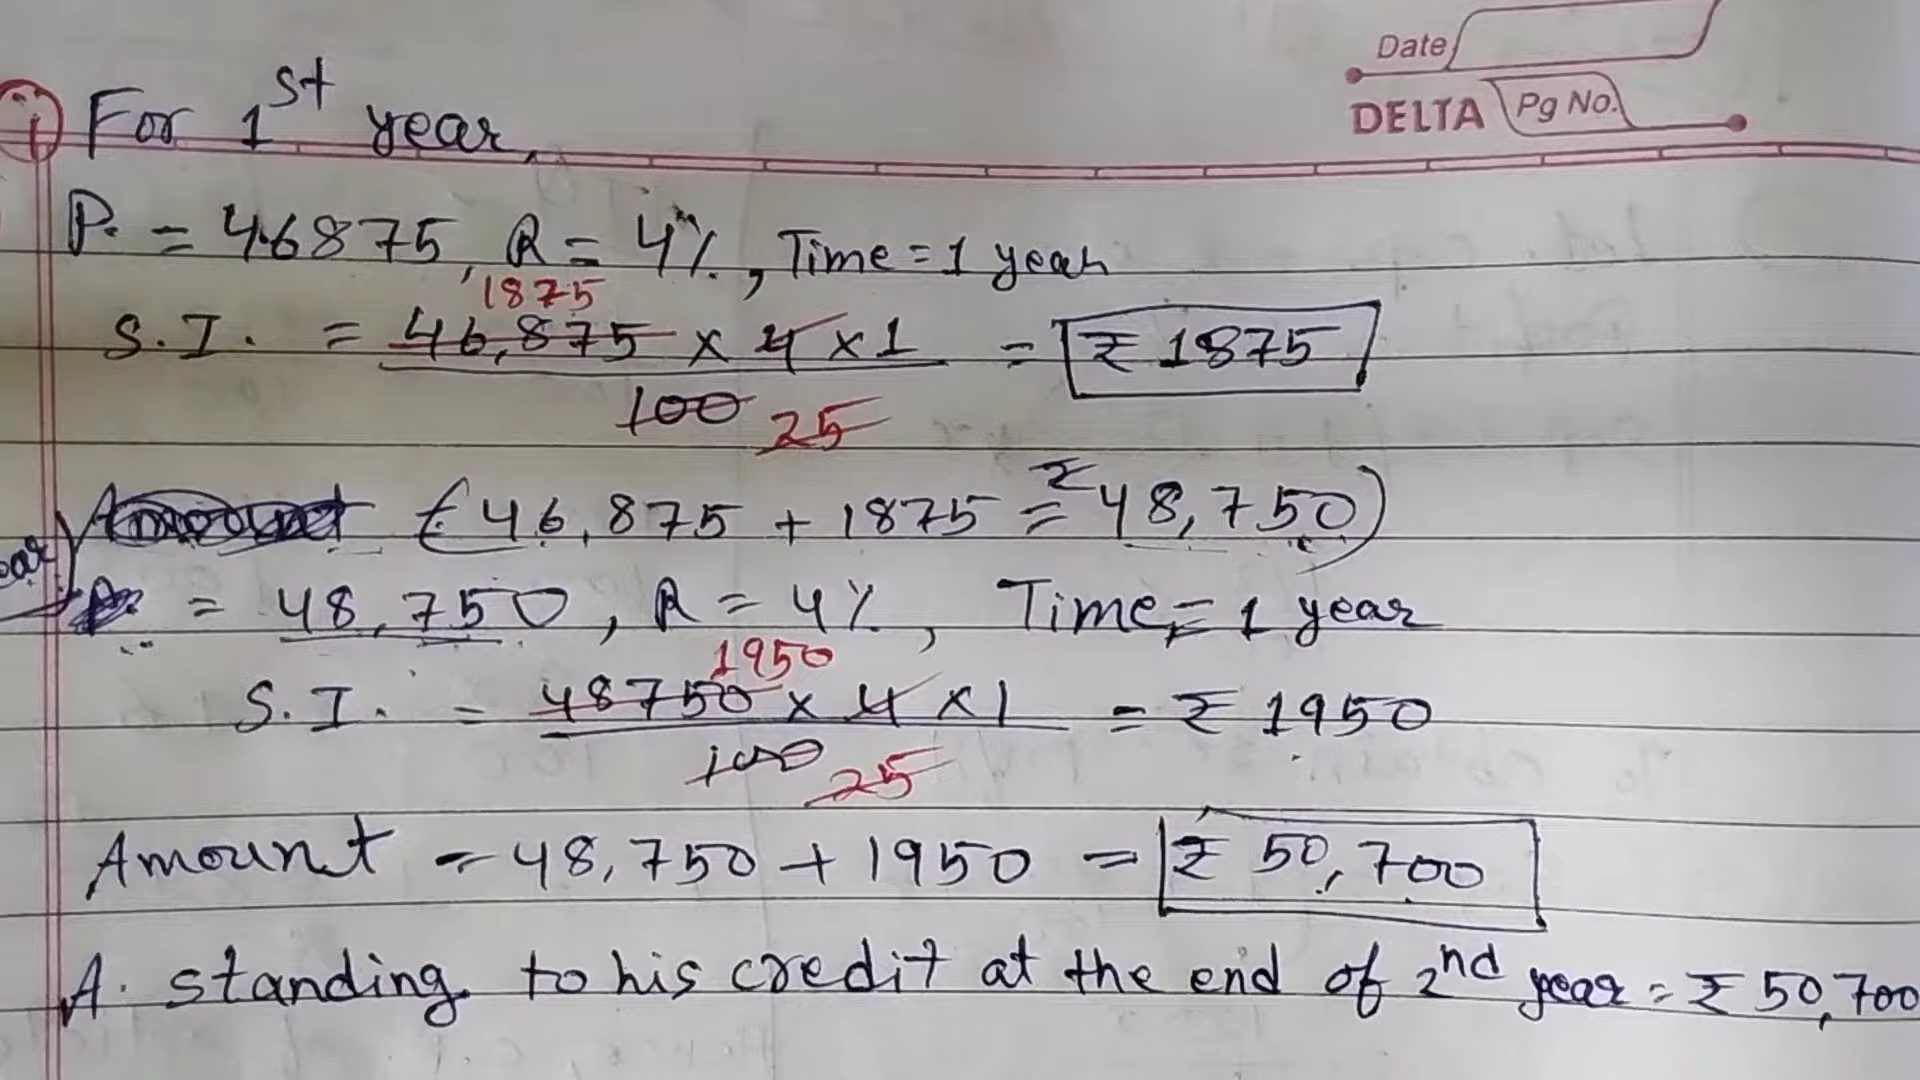 Date
DELTA Pg No.
i For 1st year,
P. = 46875, R = 4%, Time = 1 year
1875
S.I. = 46,875 x 4 x 1 = ₹ 1875
100 25
(46,875 + 1875 = ₹ 48,750)
= 48,750, R = 4%, Time = 1 year
1950
S.I. = 48750 x 4 x 1 = ₹ 1950
100 25
Amount = 48,750 + 1950 = ₹ 50,700
A. standing to his credit at the end of 2nd year = ₹ 50,700